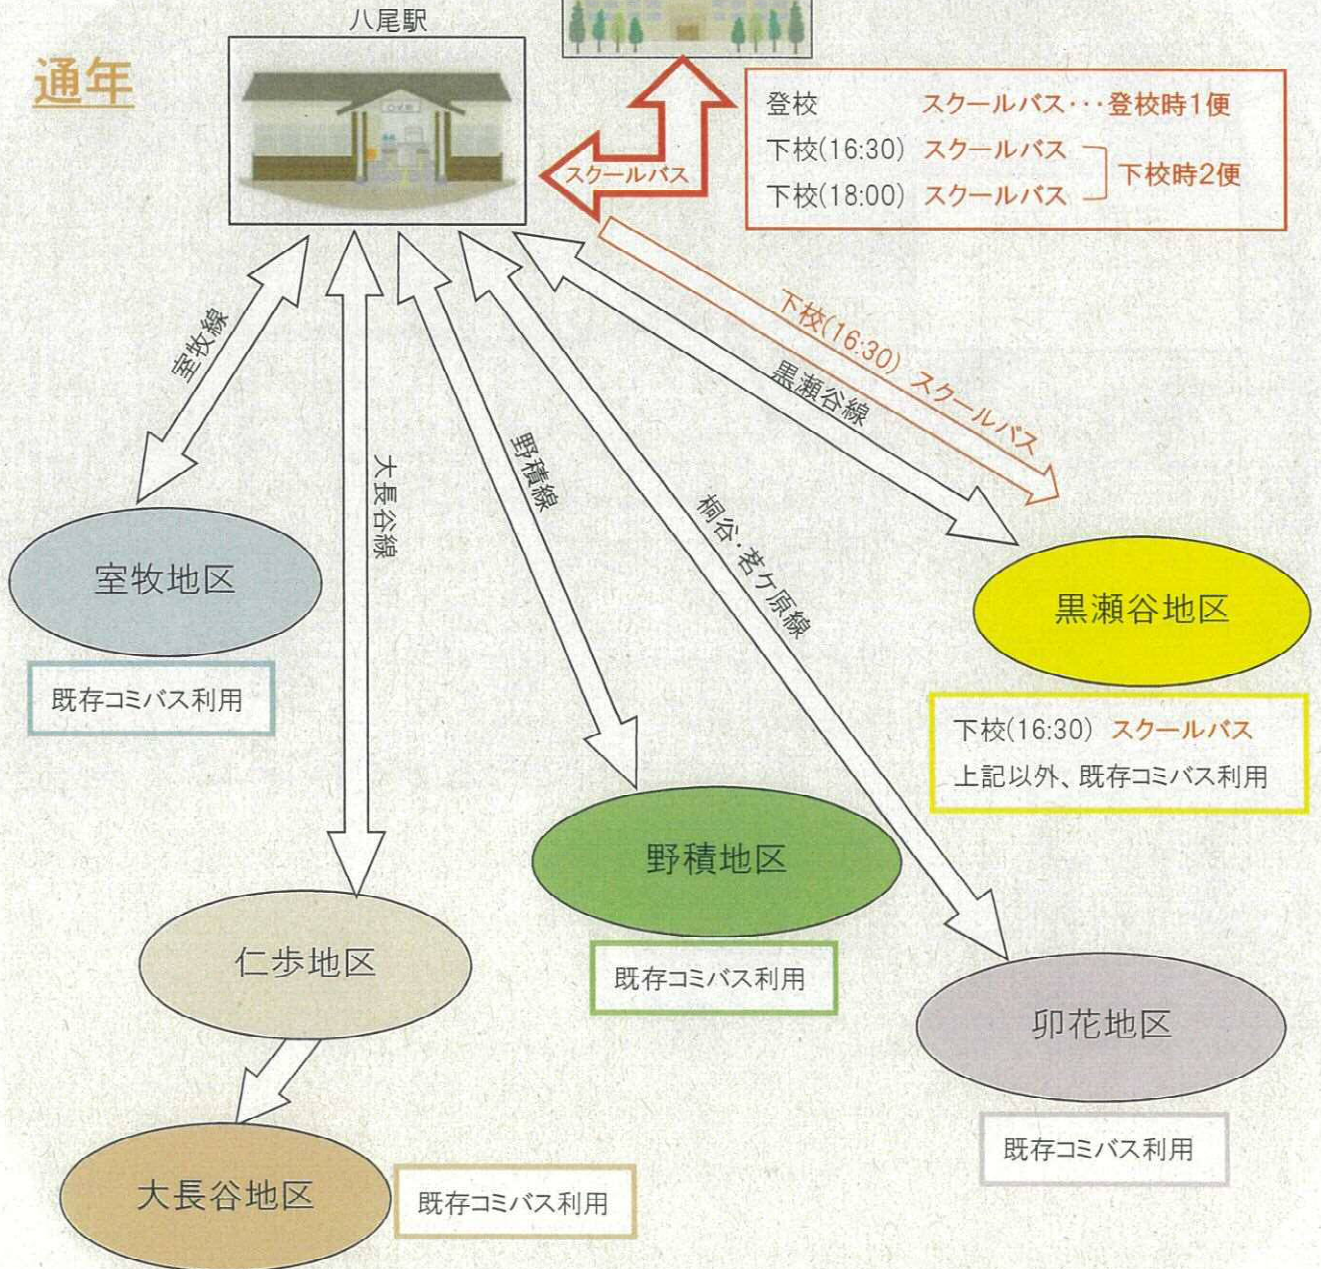 八尾駅
通年
登校 スクールバス・・・登校時1便
下校(16:30) スクールバス
下校(18:00) スクールバス
下校時2便
スクールバス
下校(16:30) スクールバス
室牧線
大長谷線
野積線
桐谷・茗ケ原線
黒瀬谷線
室牧地区
既存コミバス利用
黒瀬谷地区
下校(16:30) スクールバス
上記以外、既存コミバス利用
野積地区
既存コミバス利用
仁歩地区
卯花地区
既存コミバス利用
大長谷地区
既存コミバス利用